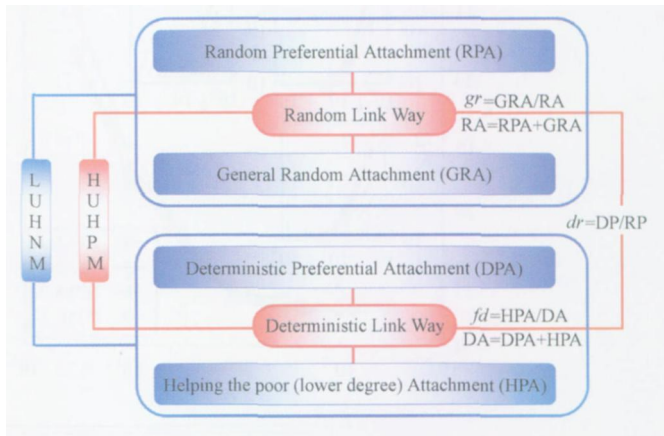 Random Preferential Attachment (RPA)
gr=GRA/RA
Random Link Way
RA=RPA+GRA
General Random Attachment (GRA)
LUHNM
HUHPM
dr=DP/RP
Deterministic Preferential Attachment (DPA)
fd=HPA/DA
Deterministic Link Way
DA=DPA+HPA
Helping the poor (lower degree) Attachment (HPA)